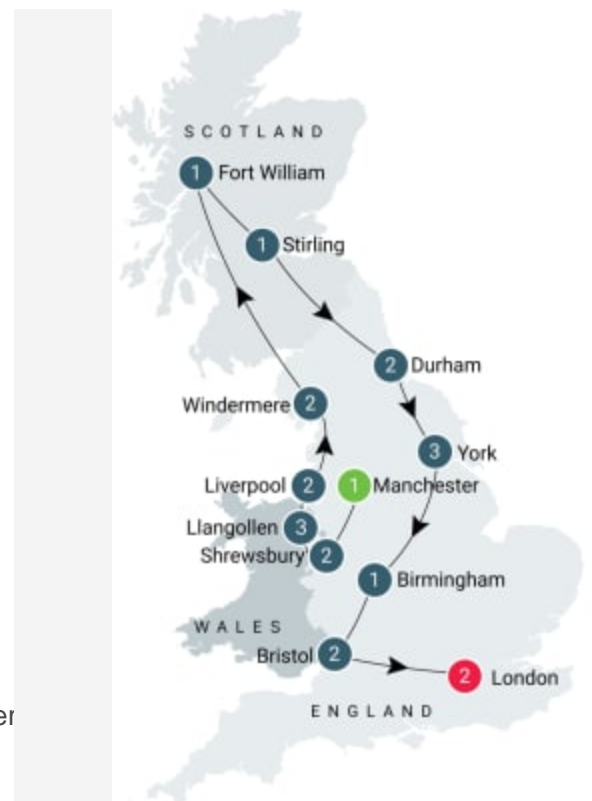 SCOTLAND
1 Fort William
1 Stirling
2 Durham
Windermere 2
3 York
Liverpool 2
1 Manchester
Llangollen 3
Shrewsbury 2
1 Birmingham
WALES
Bristol 2
2 London
ENGLAND
er